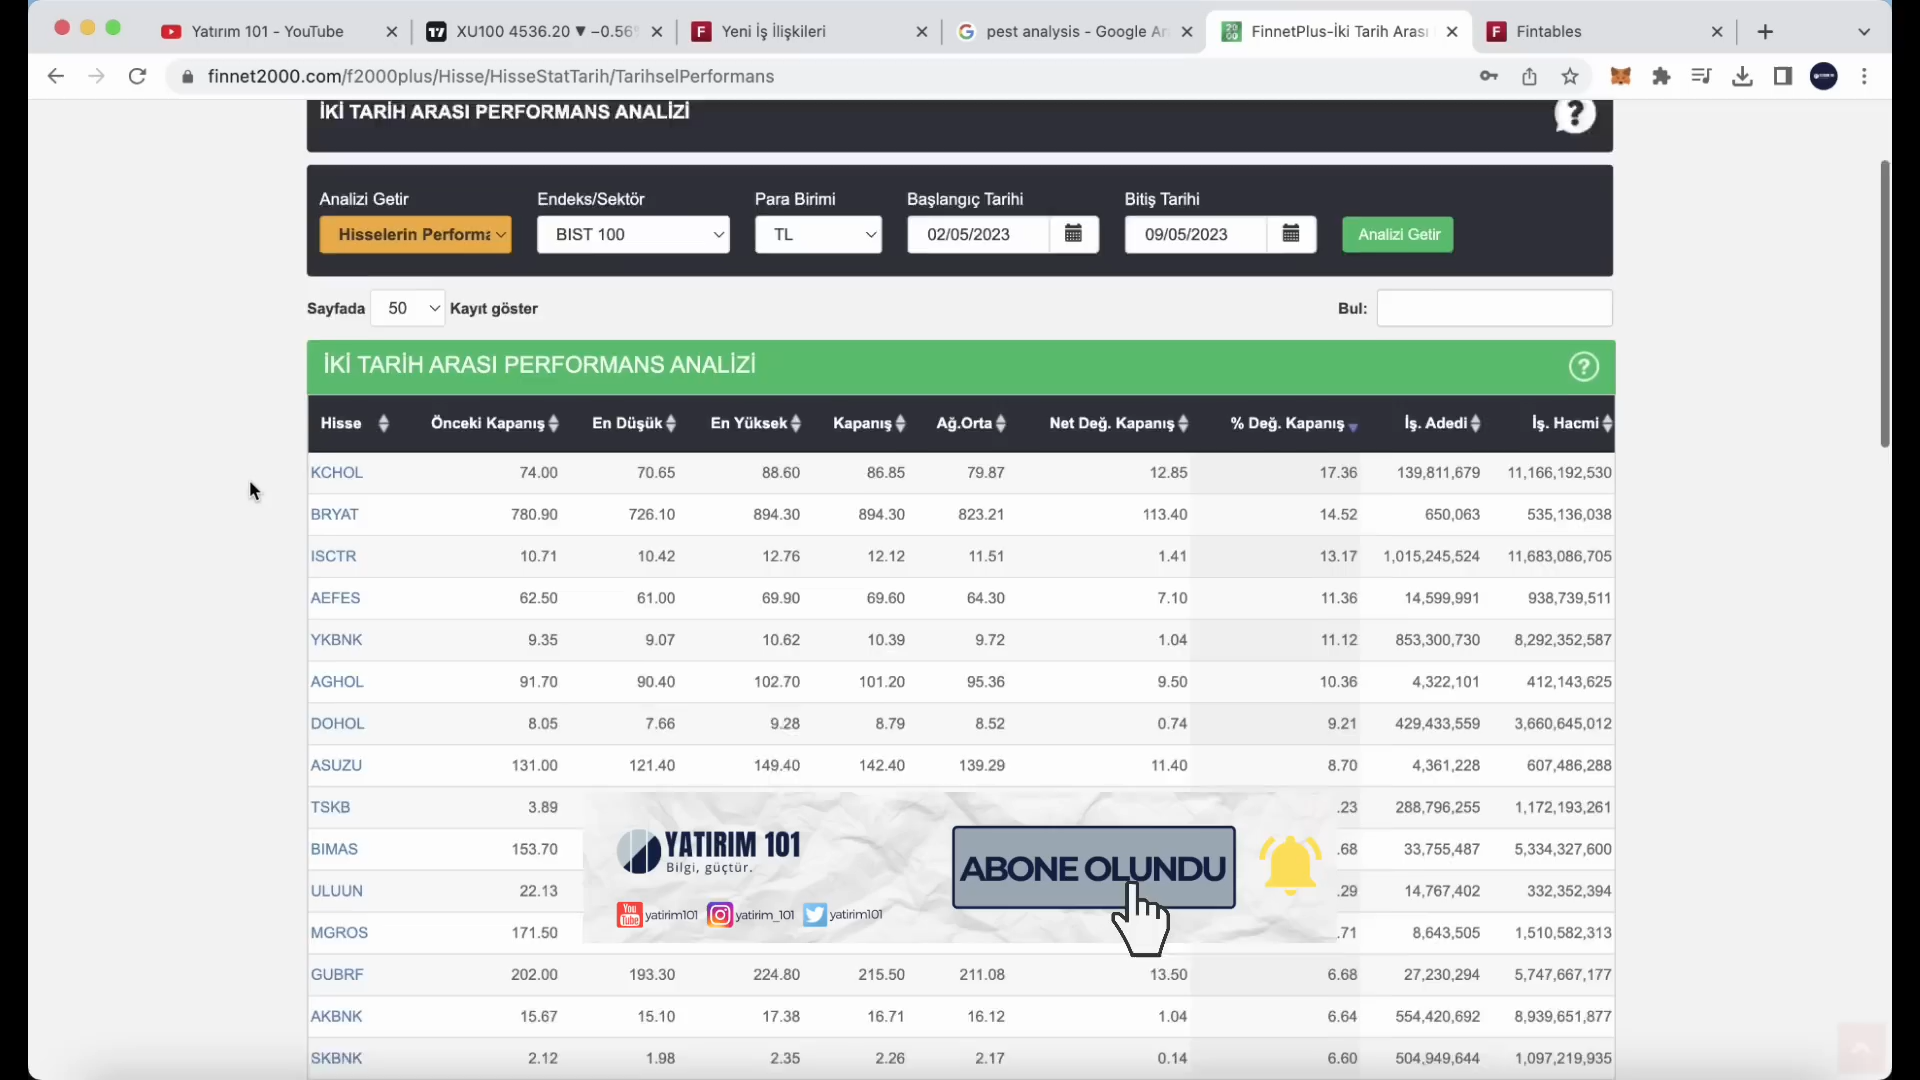 Yatırım 101 - YouTube
XU100 4536.20 ▼ −0.56%
Yeni İş İlişkileri
pest analysis - Google Ar
FinnetPlus-İki Tarih Arası
Fintables
finnet2000.com/f2000plus/Hisse/HisseStatTarih/TarihselPerformans
İKİ TARİH ARASI PERFORMANS ANALİZİ
Analizi Getir Endeks/Sektör Para Birimi Başlangıç Tarihi Bitiş Tarihi
Hisselerin Performa BIST 100 TL 02/05/2023 09/05/2023 Analizi Getir
Sayfada 50 Kayıt göster Bul:
İKİ TARİH ARASI PERFORMANS ANALİZİ
Hisse Önceki Kapanış En Düşük En Yüksek Kapanış Ağ.Orta Net Değ. Kapanış % Değ. Kapanış İş. Adedi İş. Hacmi
KCHOL 74.00 70.65 88.60 86.85 79.87 12.85 17.36 139,811,679 11,166,192,530
BRYAT 780.90 726.10 894.30 894.30 823.21 113.40 14.52 650,063 535,136,038
ISCTR 10.71 10.42 12.76 12.12 11.51 1.41 13.17 1,015,245,524 11,683,086,705
AEFES 62.50 61.00 69.90 69.60 64.30 7.10 11.36 14,599,991 938,739,511
YKBNK 9.35 9.07 10.62 10.39 9.72 1.04 11.12 853,300,730 8,292,352,587
AGHOL 91.70 90.40 102.70 101.20 95.36 9.50 10.36 4,322,101 412,143,625
DOHOL 8.05 7.66 9.28 8.79 8.52 0.74 9.21 429,433,559 3,660,645,012
ASUZU 131.00 121.40 149.40 142.40 139.29 11.40 8.70 4,361,228 607,486,288
TSKB 3.89 .23 288,796,255 1,172,193,261
BIMAS 153.70 .68 33,755,487 5,334,327,600
ULUUN 22.13 .29 14,767,402 332,352,394
MGROS 171.50 .71 8,643,505 1,510,582,313
YATIRIM 101
Bilgi, güçtür.
ABONE OLUNDU
You Tube yatirim101 yatirim_101 yatirim101
GUBRF 202.00 193.30 224.80 215.50 211.08 13.50 6.68 27,230,294 5,747,667,177
AKBNK 15.67 15.10 17.38 16.71 16.12 1.04 6.64 554,420,692 8,939,651,877
SKBNK 2.12 1.98 2.35 2.26 2.17 0.14 6.60 504,949,644 1,097,219,935